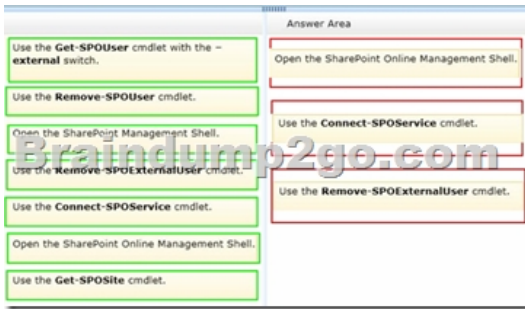 Answer Area
Use the Get-SPOUser cmdlet with the –
external switch.
Use the Remove-SPOUser cmdlet.
Open the SharePoint Management Shell.
Use the Remove-SPOExternalUser cmdlet.
Use the Connect-SPOService cmdlet.
Open the SharePoint Online Management Shell.
Use the Get-SPOSite cmdlet.
Open the SharePoint Online Management Shell.
Use the Connect-SPOService cmdlet.
Use the Remove-SPOExternalUser cmdlet.
Braindump2go.com